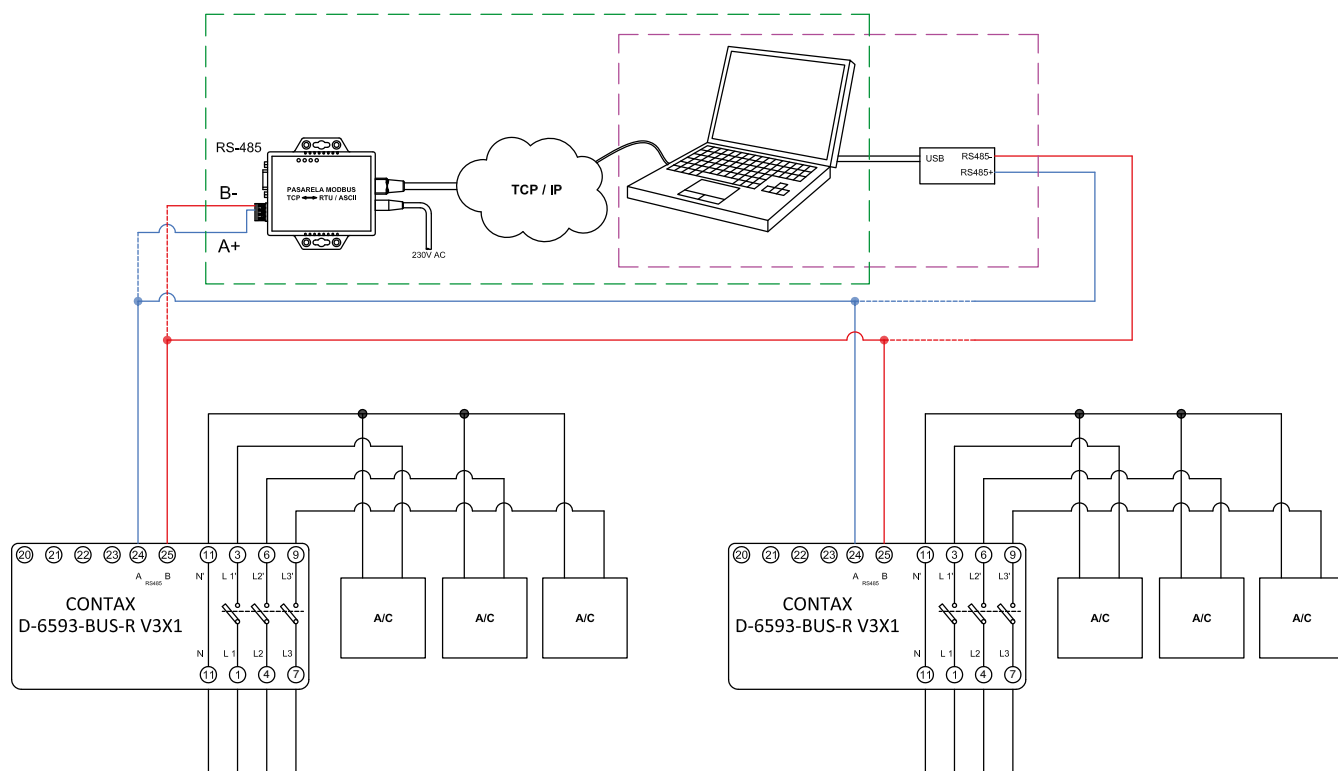 RS-485
B-
A+
PASARELA MODBUS
TCP ◄─► RTU / ASCII
230V AC
TCP / IP
USB
RS485-
RS485+
20 21 22 23 24 25 11 3 6 9
A B N' L 1' L2' L3'
RS485
CONTAX
D-6593-BUS-R V3X1
N L 1 L2 L3
11 1 4 7
A/C
A/C
A/C
20 21 22 23 24 25 11 3 6 9
A B N' L 1' L2' L3'
RS485
CONTAX
D-6593-BUS-R V3X1
N L 1 L2 L3
11 1 4 7
A/C
A/C
A/C